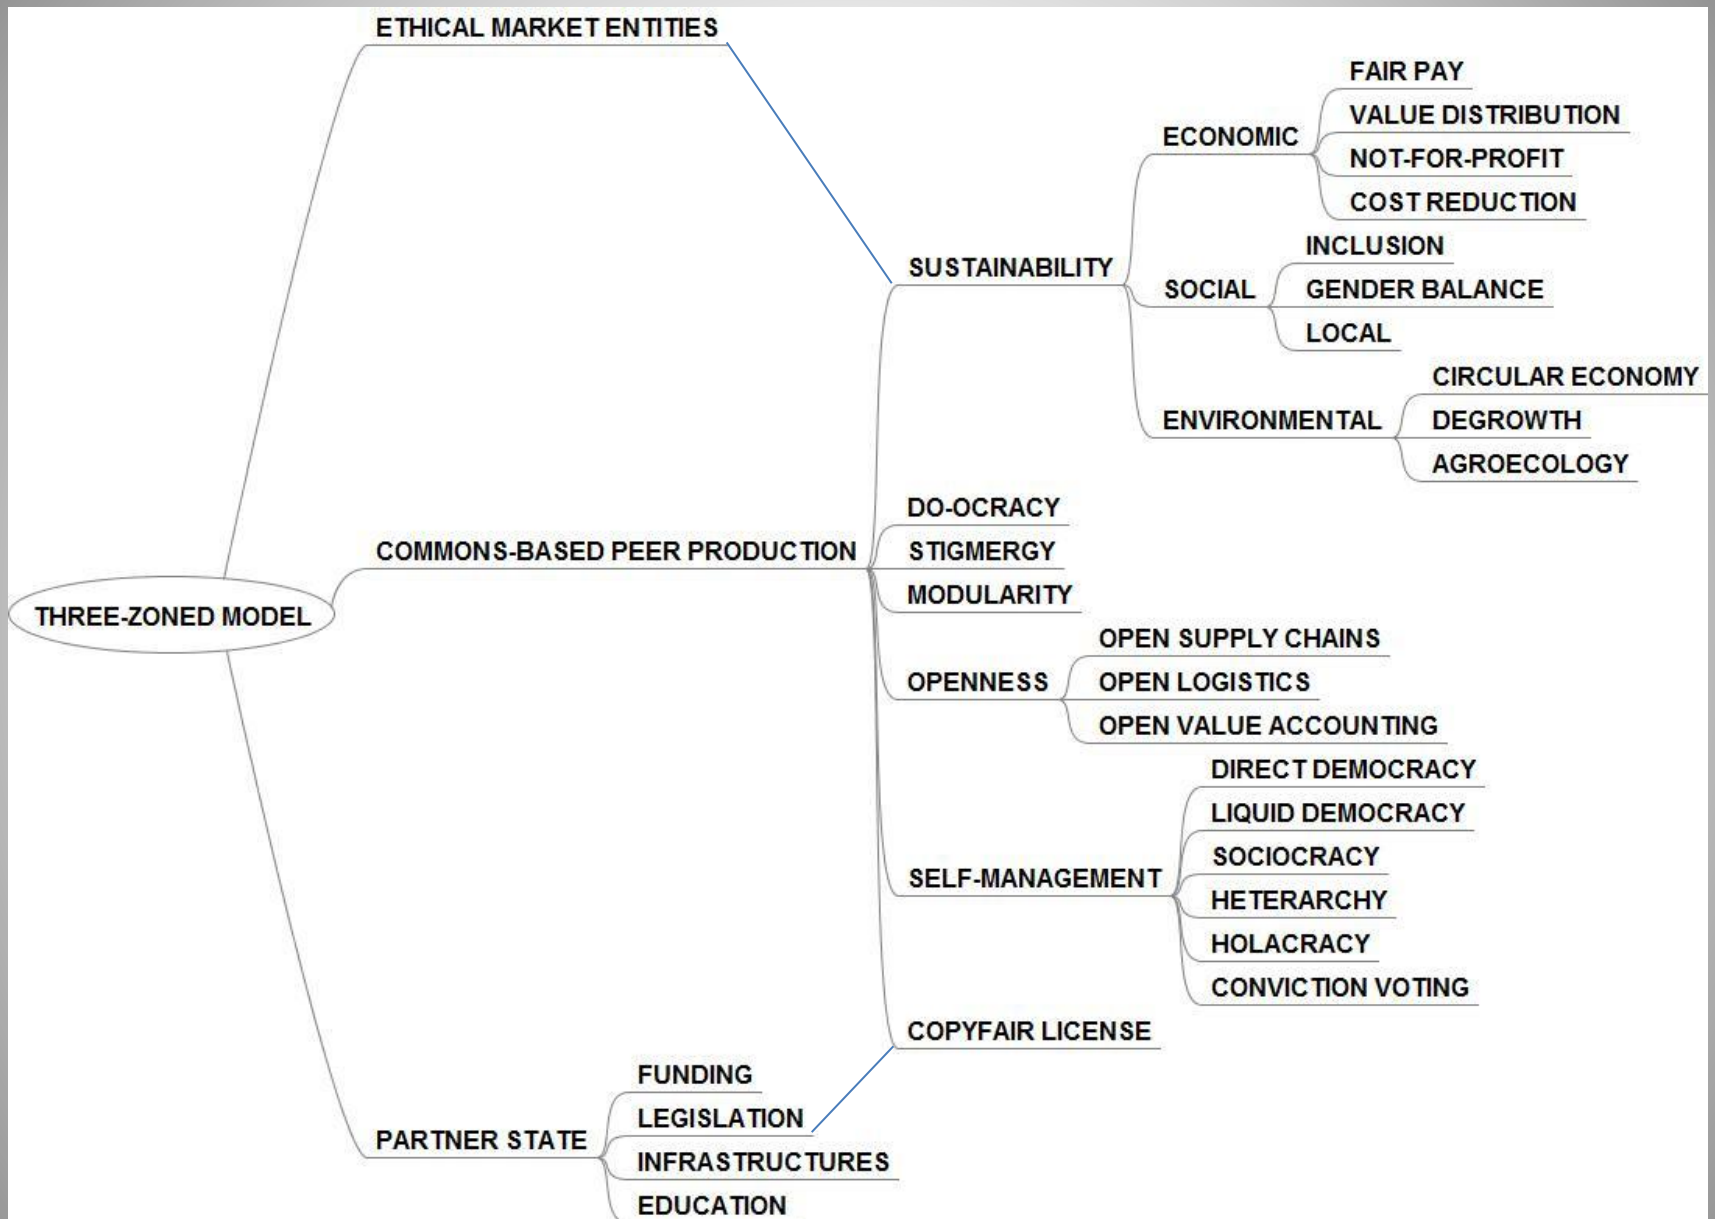 ETHICAL MARKET ENTITIES
FAIR PAY
VALUE DISTRIBUTION
ECONOMIC
NOT-FOR-PROFIT
COST REDUCTION
INCLUSION
SUSTAINABILITY
SOCIAL
GENDER BALANCE
LOCAL
CIRCULAR ECONOMY
ENVIRONMENTAL
DEGROWTH
AGROECOLOGY
DO-OCRACY
COMMONS-BASED PEER PRODUCTION
STIGMERGY
MODULARITY
THREE-ZONED MODEL
OPEN SUPPLY CHAINS
OPENNESS
OPEN LOGISTICS
OPEN VALUE ACCOUNTING
DIRECT DEMOCRACY
LIQUID DEMOCRACY
SOCIOCRACY
SELF-MANAGEMENT
HETERARCHY
HOLACRACY
CONVICTION VOTING
COPYFAIR LICENSE
FUNDING
LEGISLATION
PARTNER STATE
INFRASTRUCTURES
EDUCATION